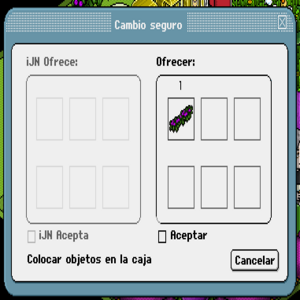 Cambio seguro
iJN Ofrece:
Ofrecer:
1
iJN Acepta
Aceptar
Colocar objetos en la caja
Cancelar